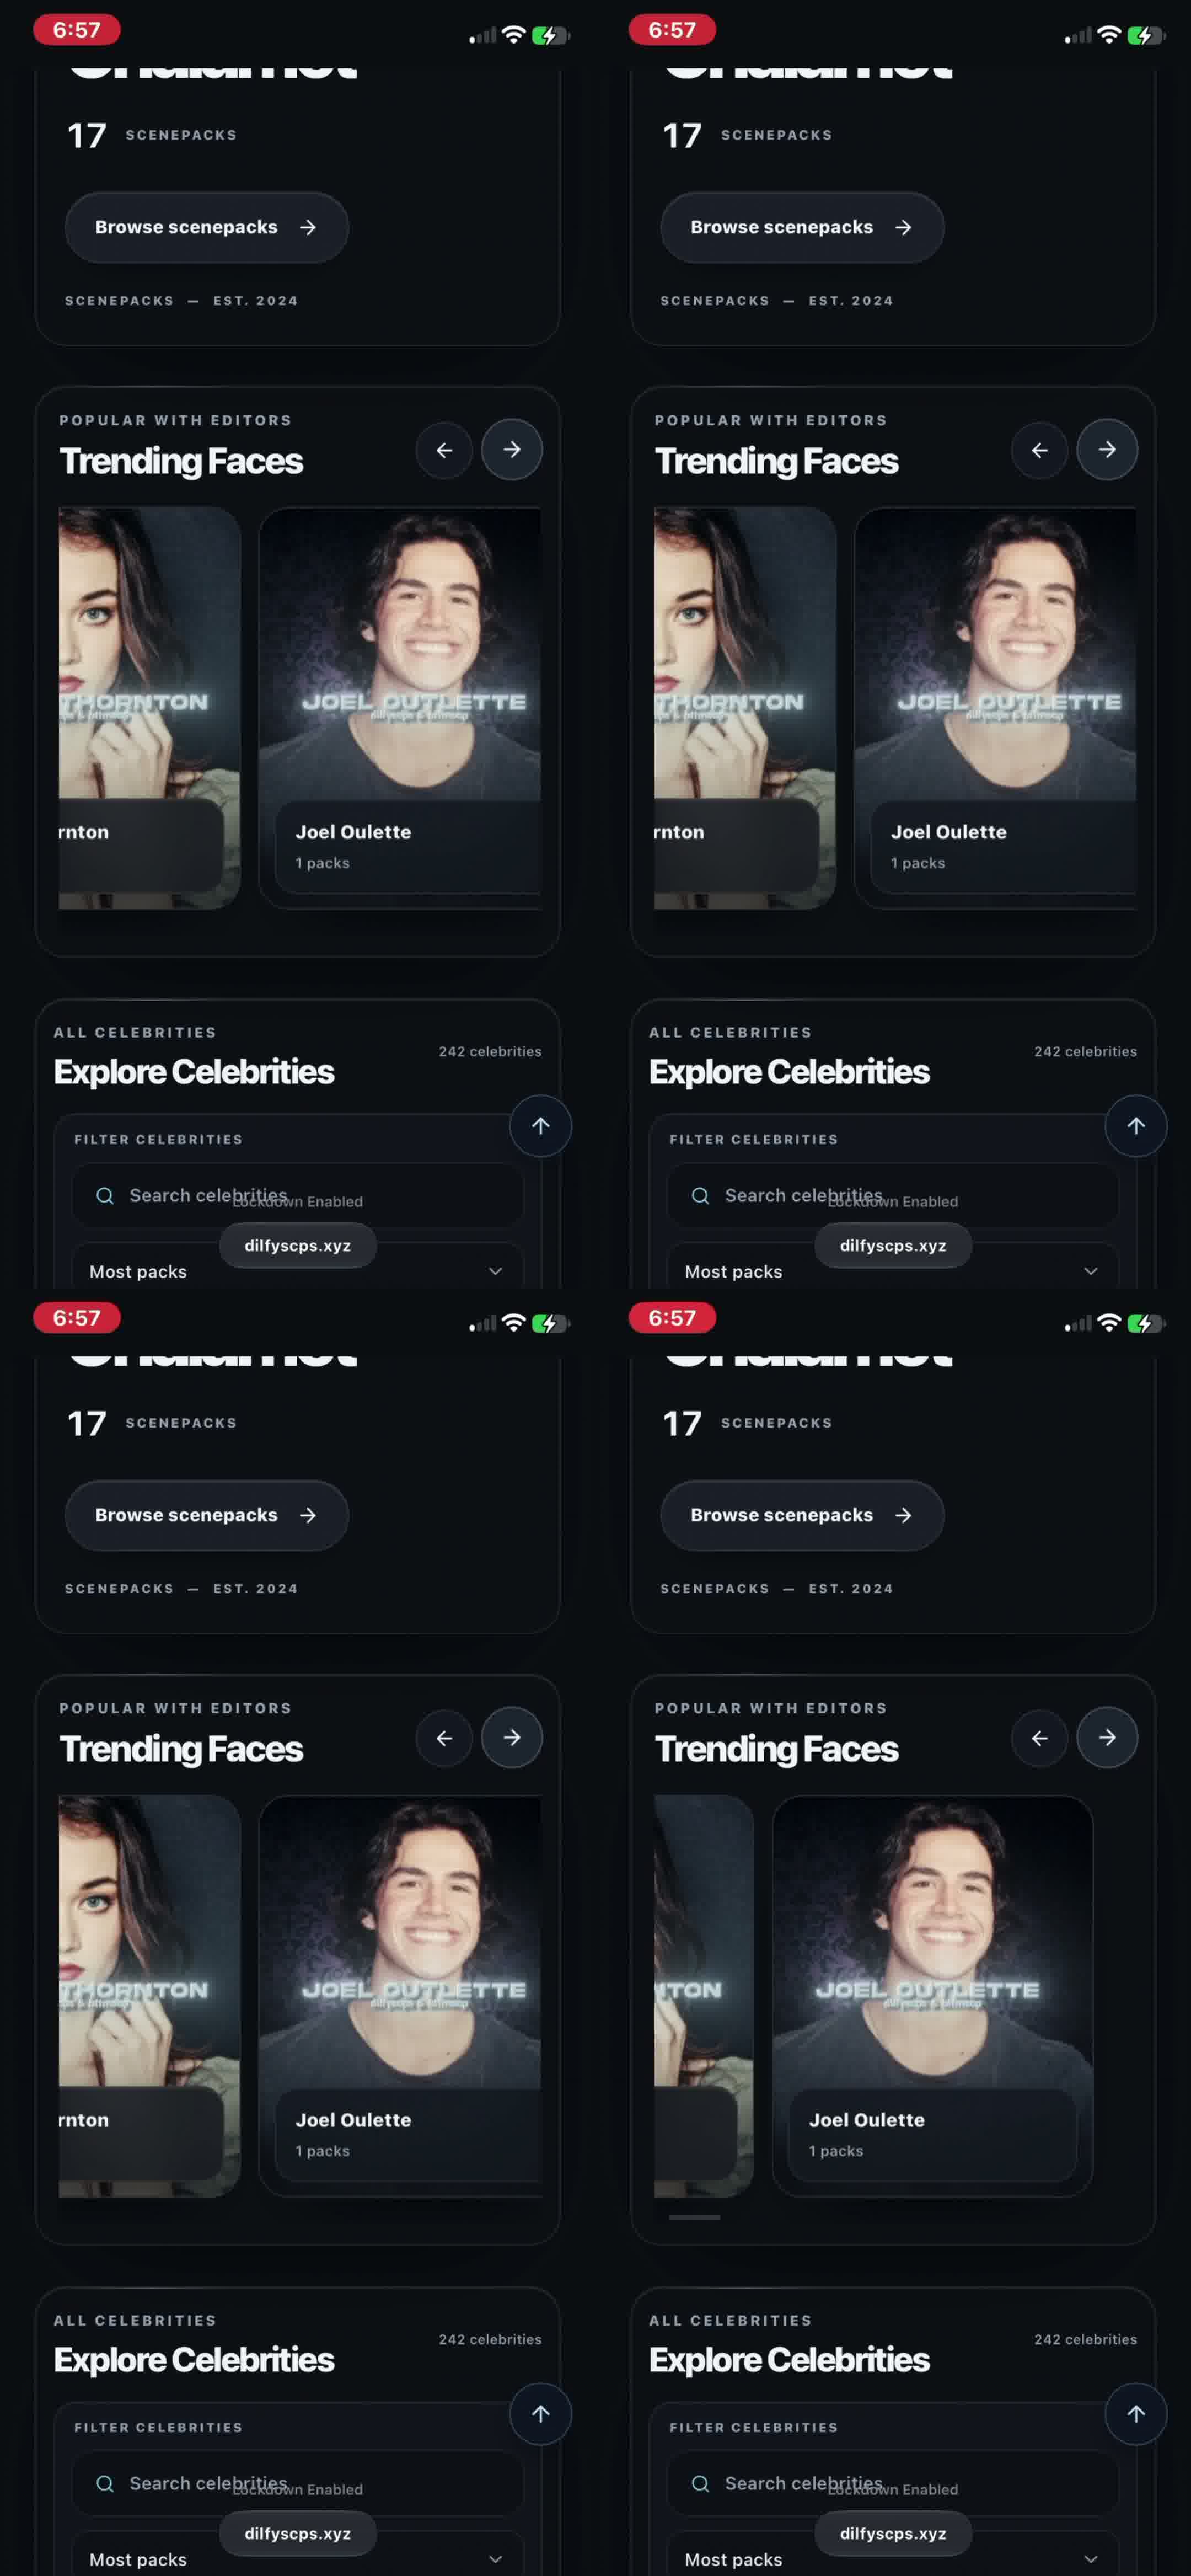 6:57
17 SCENEPACKS
Browse scenepacks →
SCENEPACKS — EST. 2024
POPULAR WITH EDITORS
Trending Faces
THORNTON
JOEL OUTLETTE
rnton
Joel Oulette
1 packs
ALL CELEBRITIES
242 celebrities
Explore Celebrities
FILTER CELEBRITIES
Search celebrities
Lockdown Enabled
dilfyscps.xyz
Most packs
6:57
17 SCENEPACKS
Browse scenepacks →
SCENEPACKS — EST. 2024
POPULAR WITH EDITORS
Trending Faces
THORNTON
JOEL OUTLETTE
rnton
Joel Oulette
1 packs
ALL CELEBRITIES
242 celebrities
Explore Celebrities
FILTER CELEBRITIES
Search celebrities
Lockdown Enabled
dilfyscps.xyz
Most packs
6:57
17 SCENEPACKS
Browse scenepacks →
SCENEPACKS — EST. 2024
POPULAR WITH EDITORS
Trending Faces
THORNTON
JOEL OUTLETTE
rnton
Joel Oulette
1 packs
ALL CELEBRITIES
242 celebrities
Explore Celebrities
FILTER CELEBRITIES
Search celebrities
Lockdown Enabled
dilfyscps.xyz
Most packs
6:57
17 SCENEPACKS
Browse scenepacks →
SCENEPACKS — EST. 2024
POPULAR WITH EDITORS
Trending Faces
NTON
JOEL OUTLETTE
Joel Oulette
1 packs
ALL CELEBRITIES
242 celebrities
Explore Celebrities
FILTER CELEBRITIES
Search celebrities
Lockdown Enabled
dilfyscps.xyz
Most packs